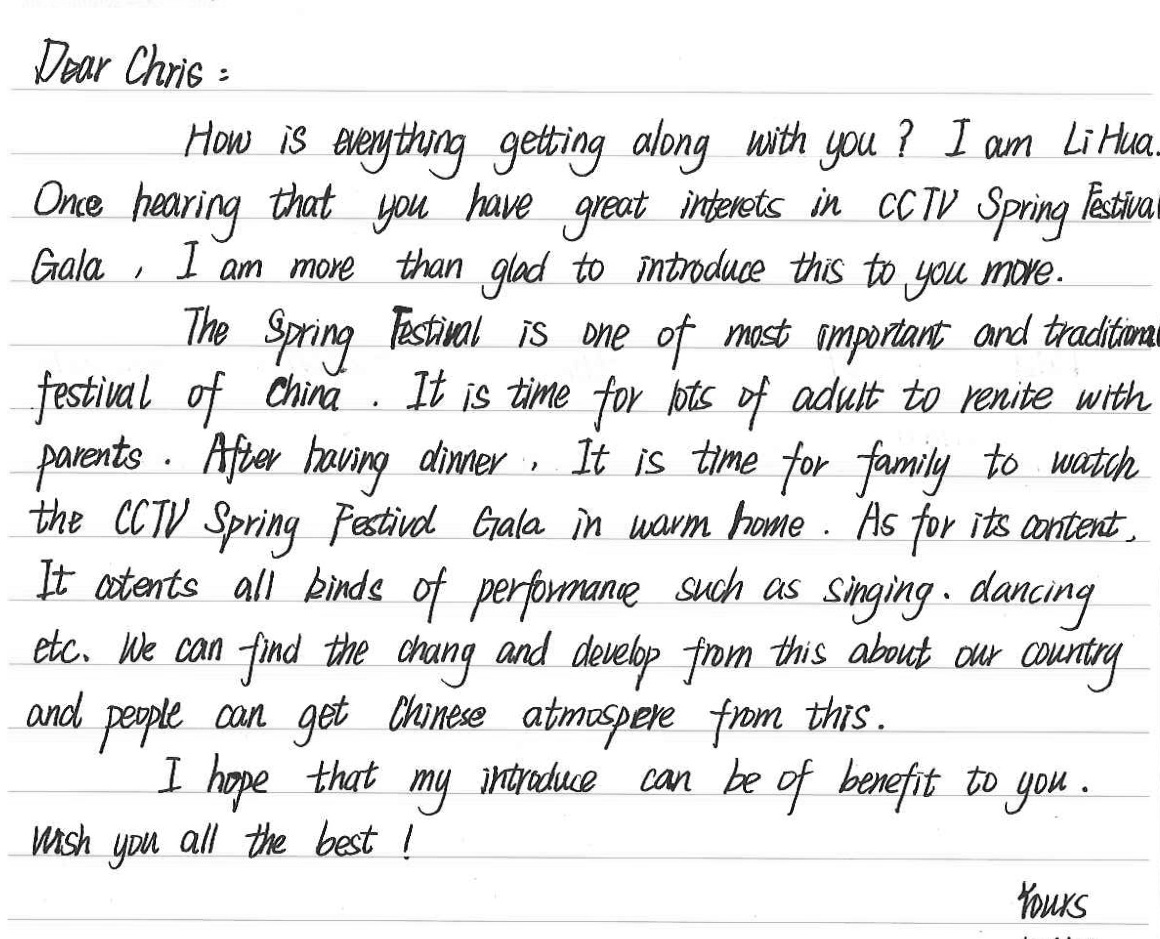 Dear Chris:
How is everything getting along with you? I am Li Hua.
Once hearing that you have great interets in CCTV Spring Festival
Gala, I am more than glad to introduce this to you more.
The Spring Festival is one of most important and traditional
festival of China. It is time for lots of adult to renite with
parents. After having dinner, It is time for family to watch
the CCTV Spring Festival Gala in warm home. As for its content,
It cotents all kinds of performance such as singing. dancing
etc. We can find the chang and develop from this about our country
and people can get Chinese atmospere from this.
I hope that my introduce can be of benefit to you.
Wish you all the best!
Yours